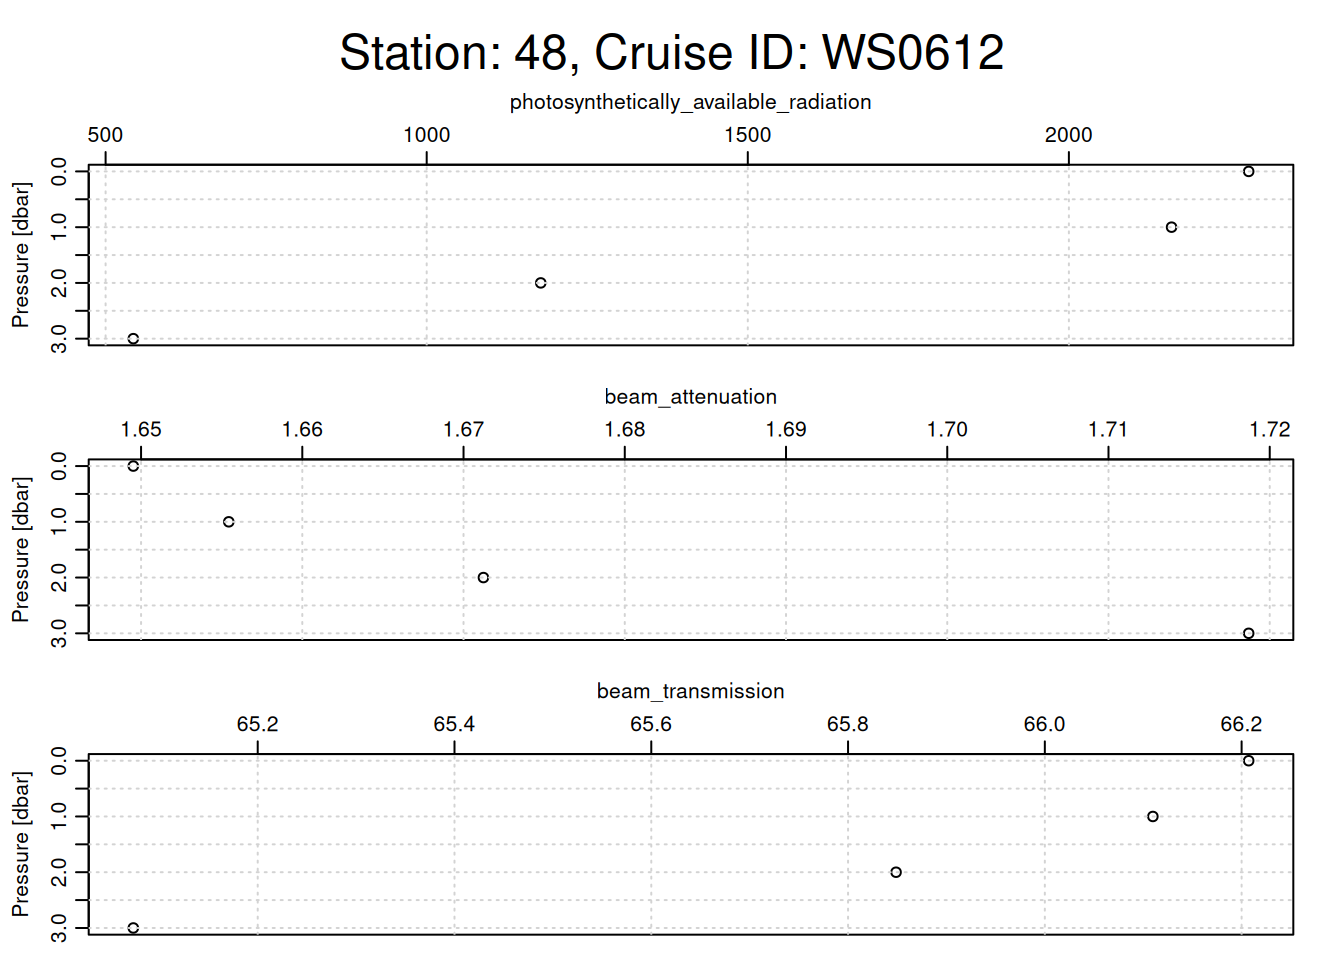 Station: 48, Cruise ID: WS0612
photosynthetically_available_radiation
500 1000 1500 2000
Pressure [dbar]
0.0 1.0 2.0 3.0
beam_attenuation
1.65 1.66 1.67 1.68 1.69 1.70 1.71 1.72
Pressure [dbar]
0.0 1.0 2.0 3.0
beam_transmission
65.2 65.4 65.6 65.8 66.0 66.2
Pressure [dbar]
0.0 1.0 2.0 3.0